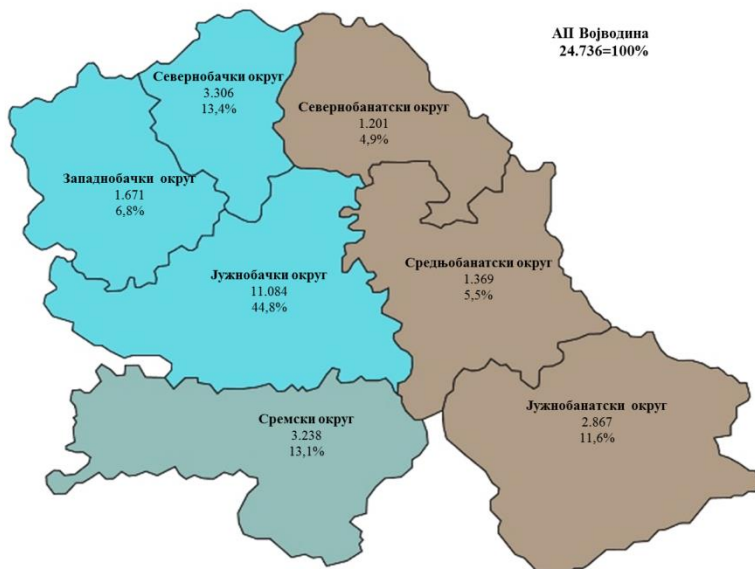 АП Војводина
24.736=100%
Севернобачки округ
3.306
13,4%
Севернобанатски округ
1.201
4,9%
Западнобачки округ
1.671
6,8%
Јужнобачки округ
11.084
44,8%
Средњобанатски округ
1.369
5,5%
Јужнобанатски округ
2.867
11,6%
Сремски округ
3.238
13,1%